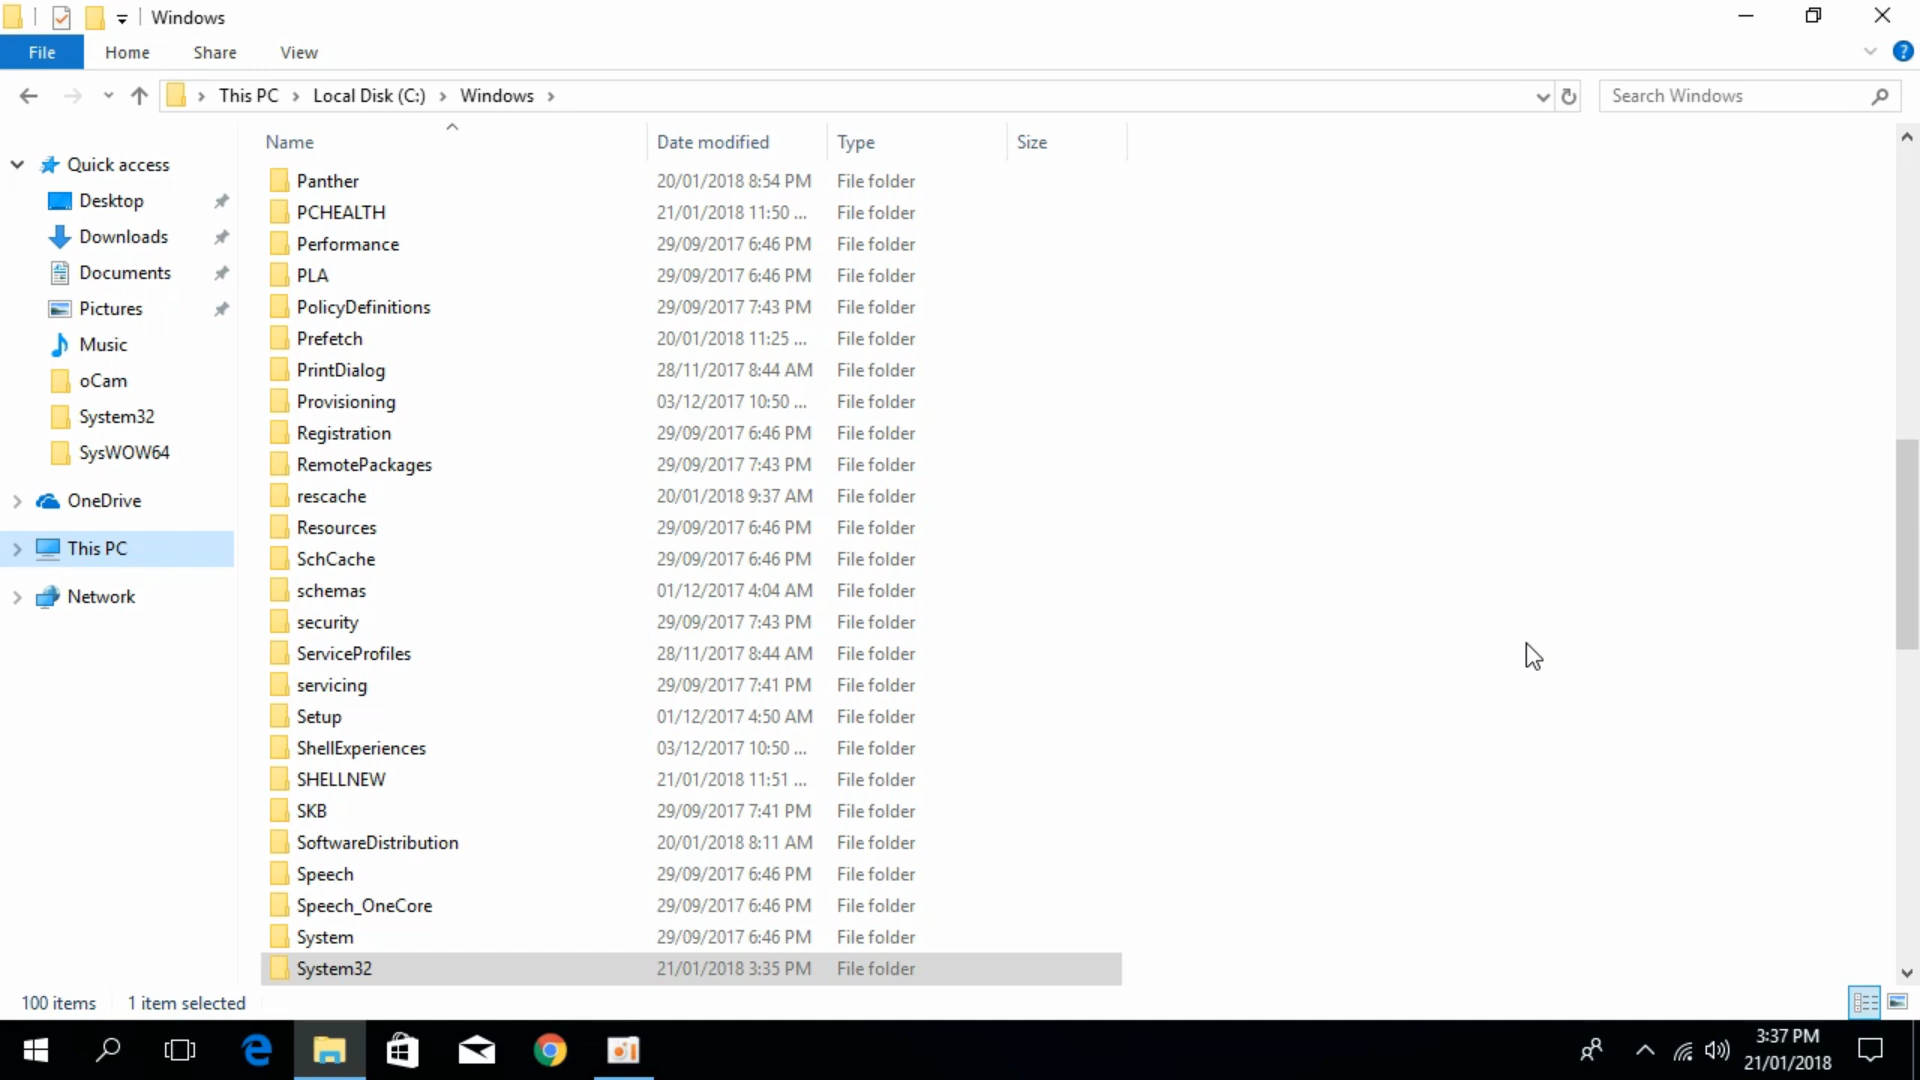 Windows
File Home Share View
This PC Local Disk (C:) Windows
Search Windows
Name Date modified Type Size
Quick access
Desktop
Downloads
Documents
Pictures
Music
oCam
System32
SysWOW64
OneDrive
This PC
Network
Panther 20/01/2018 8:54 PM File folder
PCHEALTH 21/01/2018 11:50 ... File folder
Performance 29/09/2017 6:46 PM File folder
PLA 29/09/2017 6:46 PM File folder
PolicyDefinitions 29/09/2017 7:43 PM File folder
Prefetch 20/01/2018 11:25 ... File folder
PrintDialog 28/11/2017 8:44 AM File folder
Provisioning 03/12/2017 10:50 ... File folder
Registration 29/09/2017 6:46 PM File folder
RemotePackages 29/09/2017 7:43 PM File folder
rescache 20/01/2018 9:37 AM File folder
Resources 29/09/2017 6:46 PM File folder
SchCache 29/09/2017 6:46 PM File folder
schemas 01/12/2017 4:04 AM File folder
security 29/09/2017 7:43 PM File folder
ServiceProfiles 28/11/2017 8:44 AM File folder
servicing 29/09/2017 7:41 PM File folder
Setup 01/12/2017 4:50 AM File folder
ShellExperiences 03/12/2017 10:50 ... File folder
SHELLNEW 21/01/2018 11:51 ... File folder
SKB 29/09/2017 7:41 PM File folder
SoftwareDistribution 20/01/2018 8:11 AM File folder
Speech 29/09/2017 6:46 PM File folder
Speech_OneCore 29/09/2017 6:46 PM File folder
System 29/09/2017 6:46 PM File folder
System32 21/01/2018 3:35 PM File folder
100 items 1 item selected
3:37 PM
21/01/2018